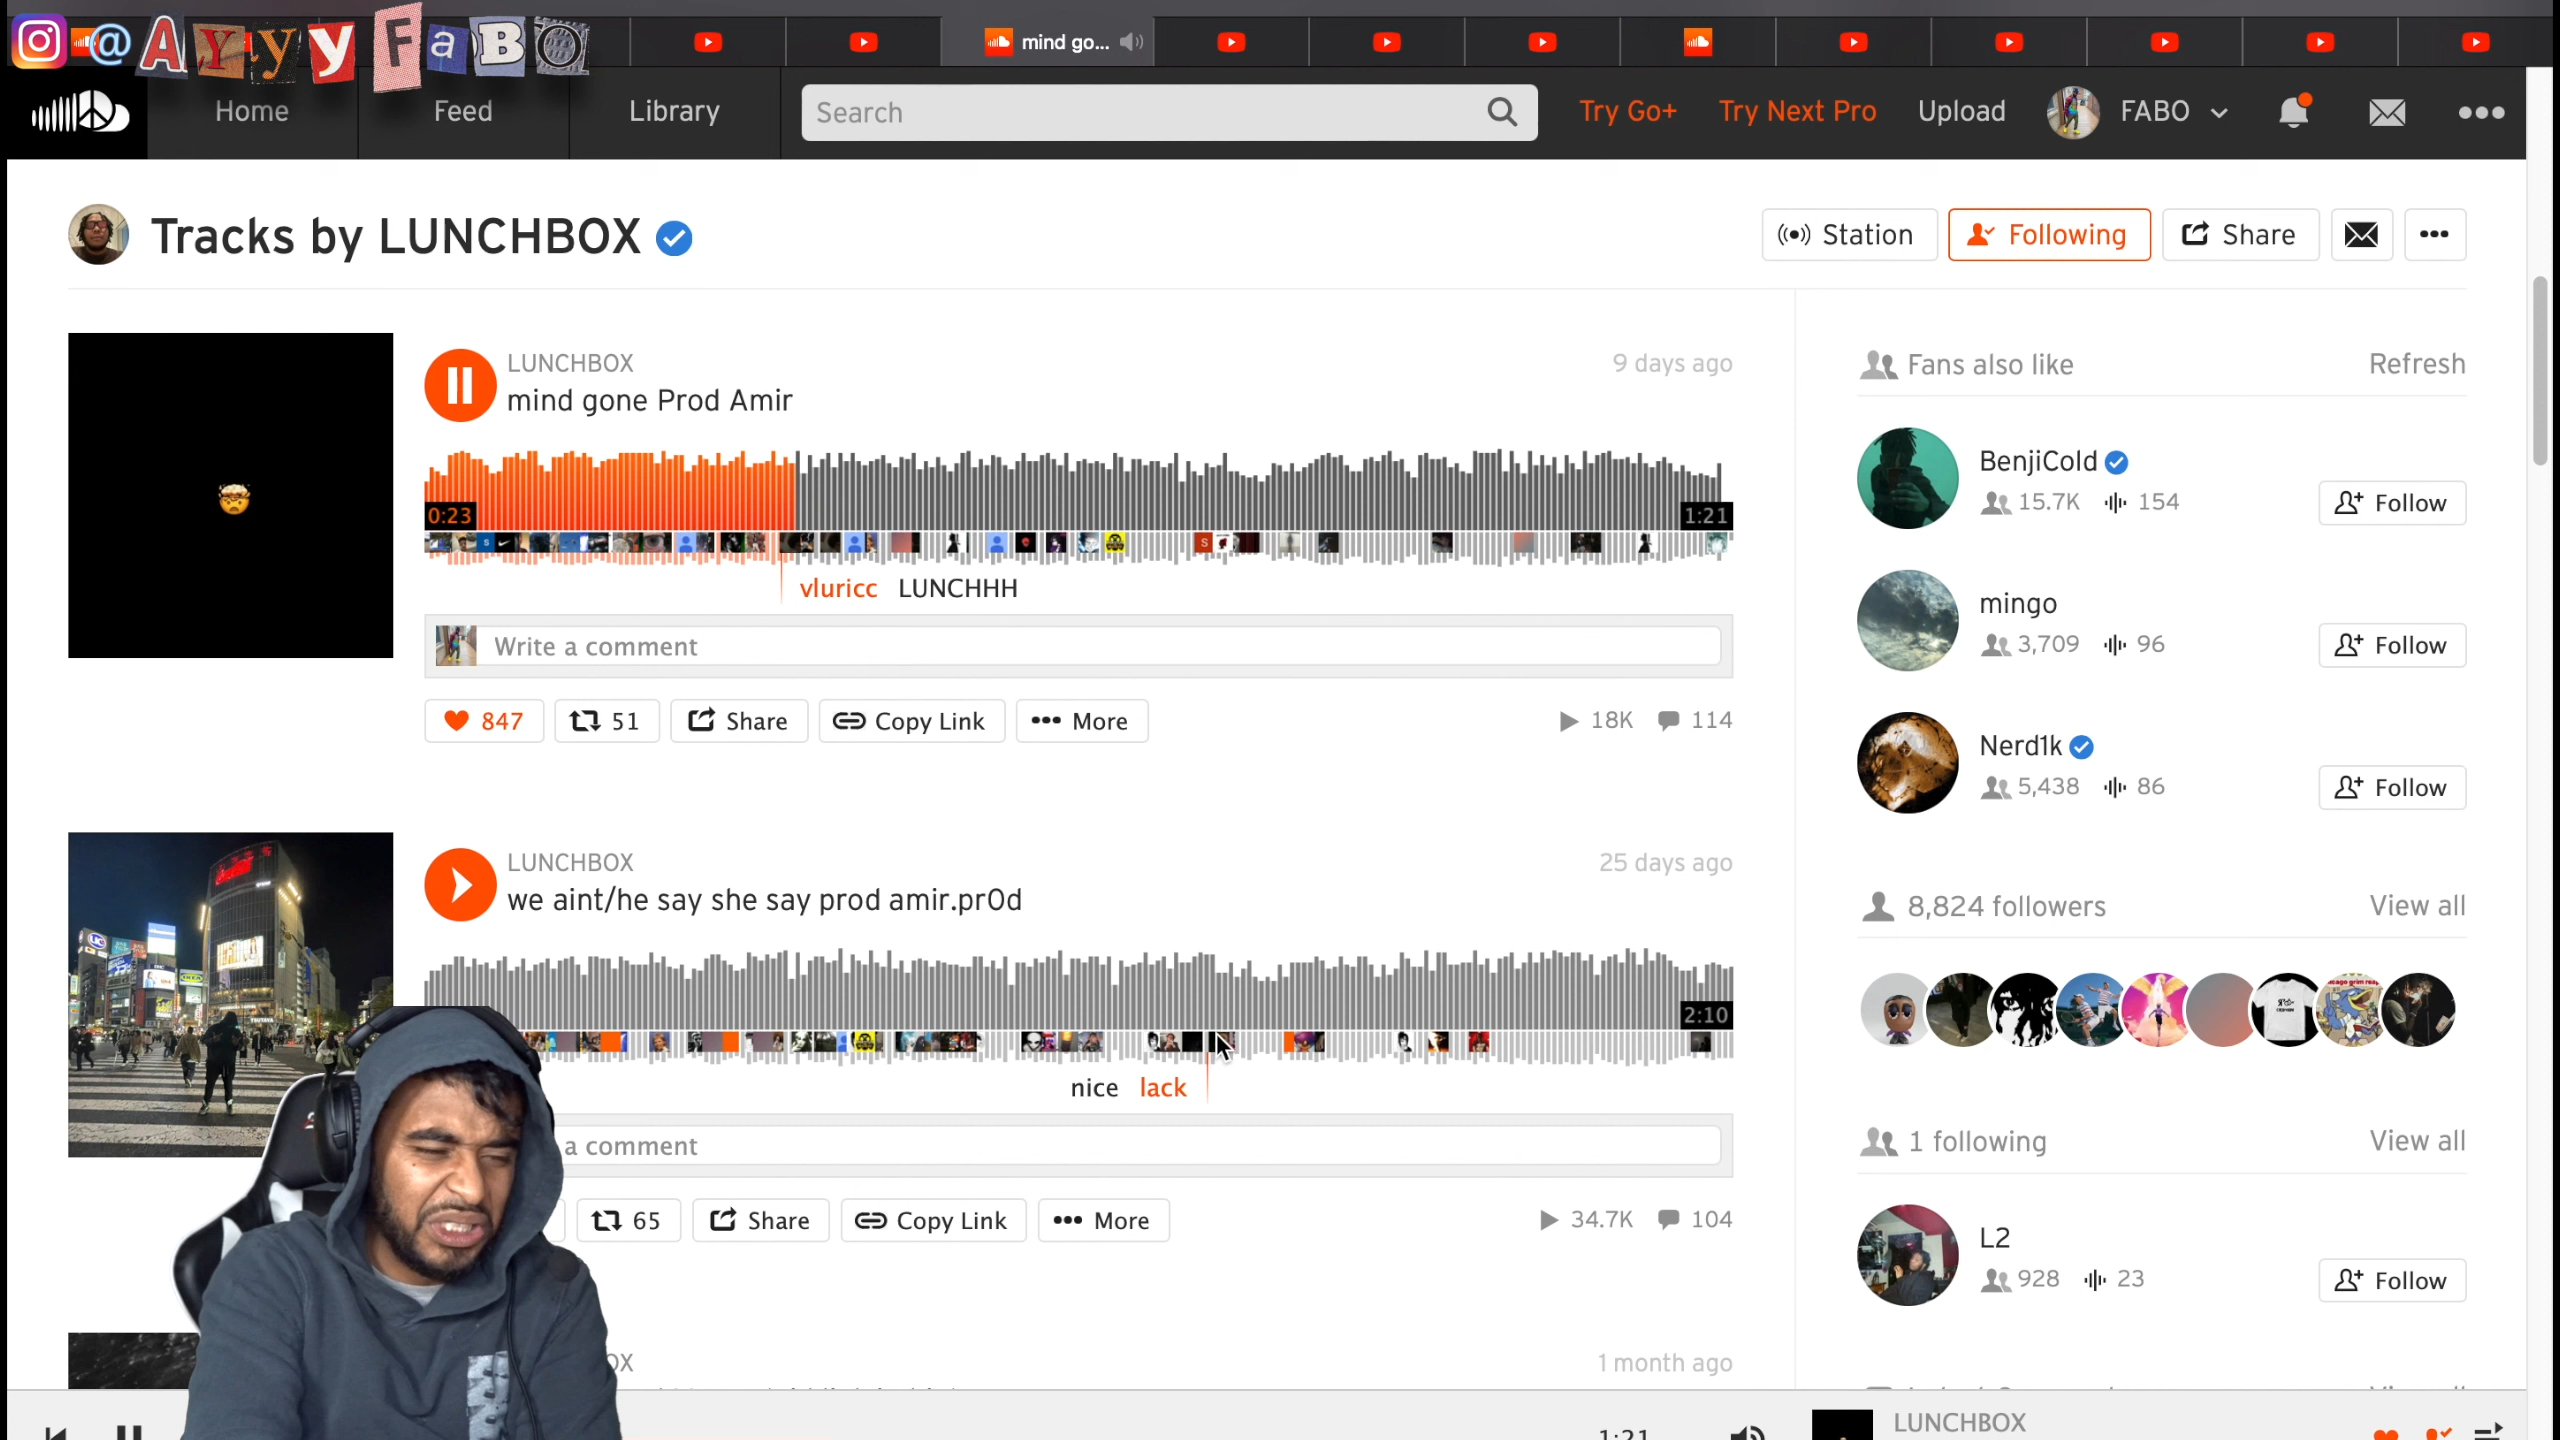 @AYyyFaBO
mind go...
Home
Feed
Library
Search
Try Go+
Try Next Pro
Upload
FABO
Tracks by LUNCHBOX
Station
Following
Share
LUNCHBOX
9 days ago
mind gone Prod Amir
0:23
1:21
vluricc LUNCHHH
Write a comment
847
51
Share
Copy Link
More
18K
114
LUNCHBOX
25 days ago
we aint/he say she say prod amir.pr0d
2:10
nice lack
a comment
65
Share
Copy Link
More
34.7K
104
OX
1 month ago
Fans also like
Refresh
BenjiCold
15.7K
154
Follow
mingo
3,709
96
Follow
Nerd1k
5,438
86
Follow
8,824 followers
View all
1 following
View all
L2
928
23
Follow
1:21
LUNCHBOX